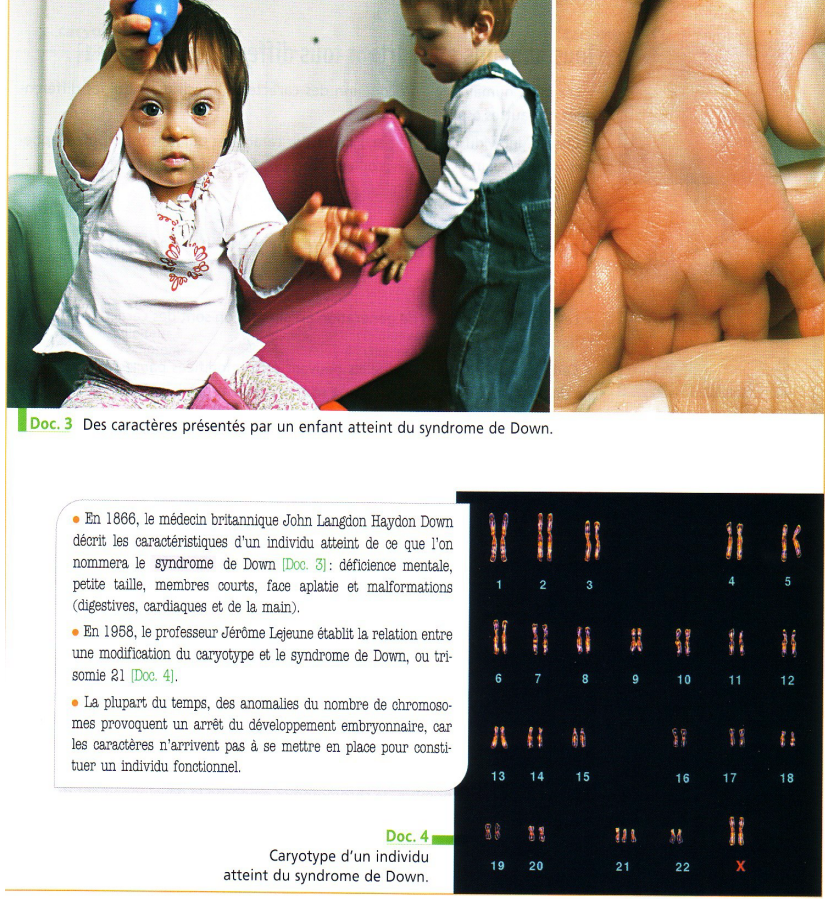 Doc. 3 Des caractères présentés par un enfant atteint du syndrome de Down.
• En 1866, le médecin britannique John Langdon Haydon Down
décrit les caractéristiques d'un individu atteint de ce que l'on
nommera le syndrome de Down [Doc. 3] : déficience mentale,
petite taille, membres courts, face aplatie et malformations
(digestives, cardiaques et de la main).
• En 1958, le professeur Jérôme Lejeune établit la relation entre
une modification du caryotype et le syndrome de Down, ou tri-
somie 21 [Doc. 4].
• La plupart du temps, des anomalies du nombre de chromoso-
mes provoquent un arrêt du développement embryonnaire, car
les caractères n'arrivent pas à se mettre en place pour consti-
tuer un individu fonctionnel.
Doc. 4
Caryotype d'un individu
atteint du syndrome de Down.
1 2 3 4 5
6 7 8 9 10 11 12
13 14 15 16 17 18
19 20 21 22 X